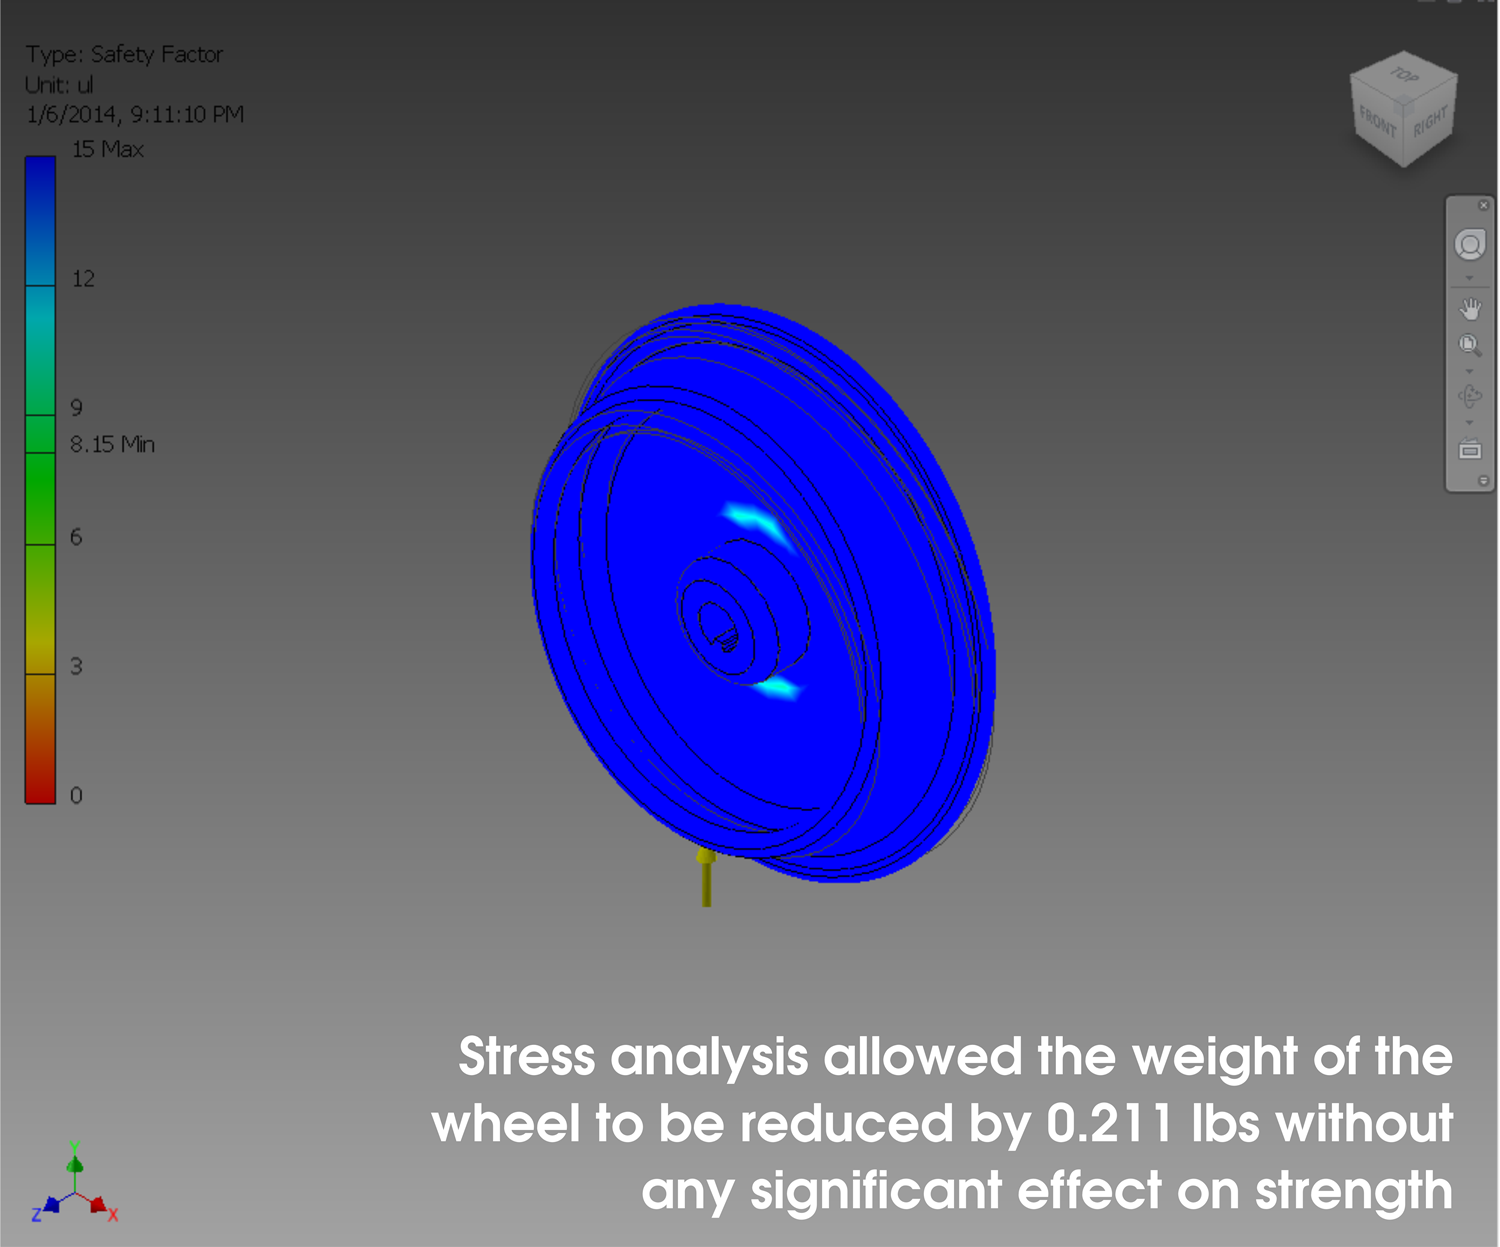 Type: Safety Factor
Unit: ul
1/6/2014, 9:11:10 PM
15 Max
12
9
8.15 Min
6
3
0
TOP
FRONT
RIGHT
Y
Z
X
Stress analysis allowed the weight of the
wheel to be reduced by 0.211 lbs without
any significant effect on strength